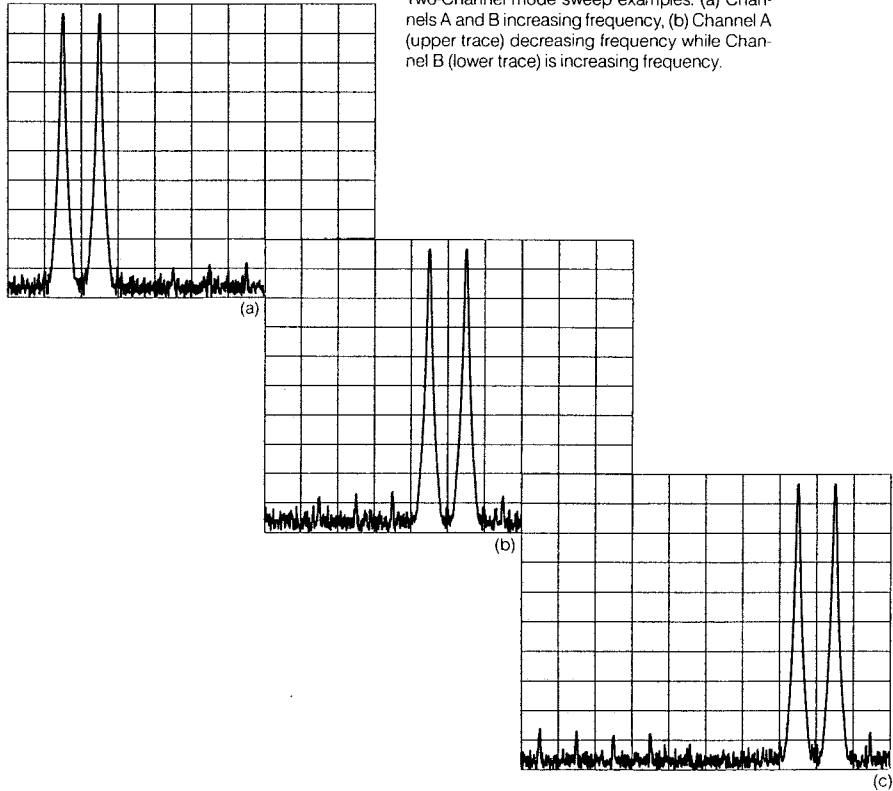 Two-Channel mode sweep examples. (a) Chan-
nels A and B increasing frequency, (b) Channel A
(upper trace) decreasing frequency while Chan-
nel B (lower trace) is increasing frequency.
(a)
(b)
(c)